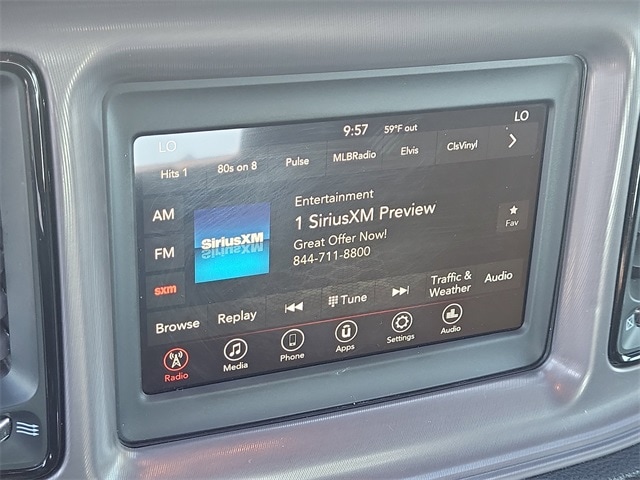 LO 9:57 59°F out LO
Hits 1 80s on 8 Pulse MLBRadio Elvis ClsVinyl
AM
FM
sxm
SiriusXM
Entertainment
1 SiriusXM Preview
Great Offer Now!
844-711-8800
Fav
Browse Replay Tune Traffic & Weather Audio
Radio Media Phone Apps Settings Audio